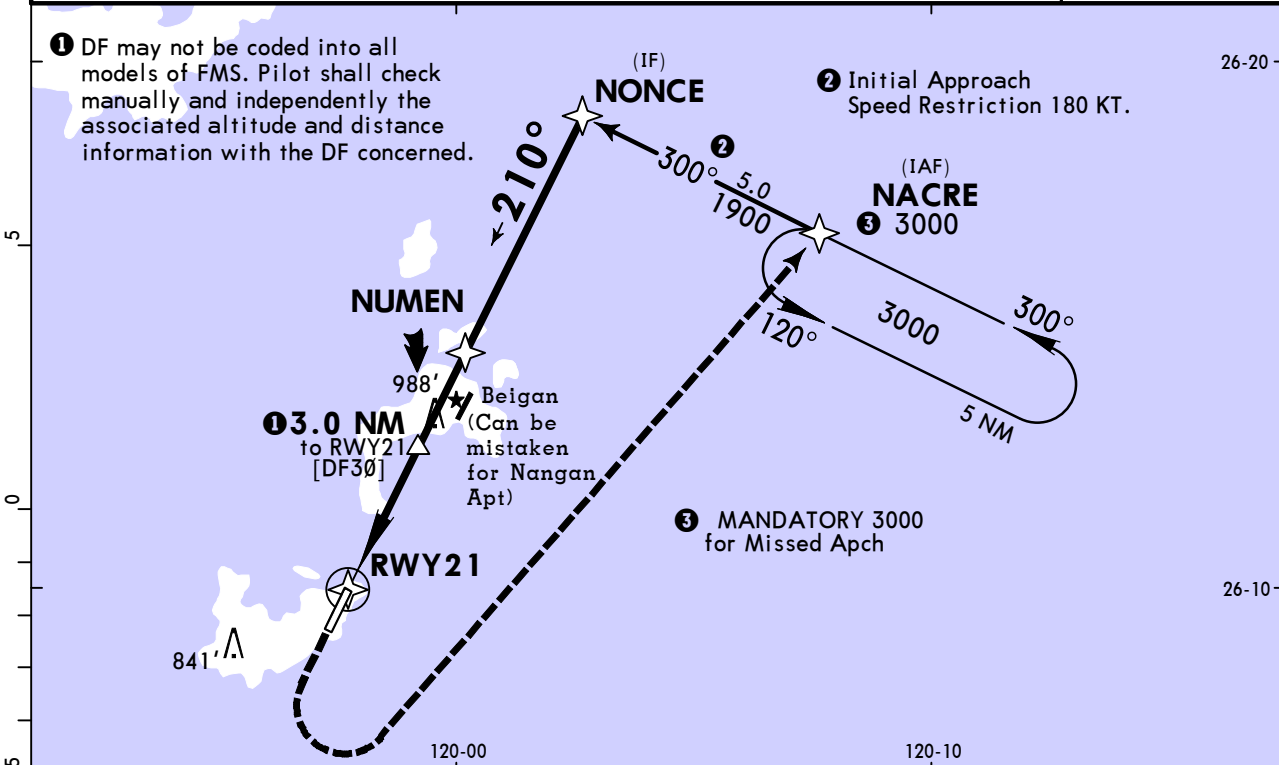 ❶ DF may not be coded into all
models of FMS. Pilot shall check
manually and independently the
associated altitude and distance
information with the DF concerned.
(IF)
NONCE
❷ Initial Approach
Speed Restriction 180 KT.
26-20
210°
300°
❷
5.0
1900
(IAF)
NACRE
❸ 3000
5
NUMEN
120°
3000
300°
5 NM
988'
❶ 3.0 NM
to RWY21
[DF3Ø]
Beigan
(Can be
mistaken
for Nangan
Apt)
0
❸ MANDATORY 3000
for Missed Apch
RWY21
26-10
841'
120-00
120-10
5